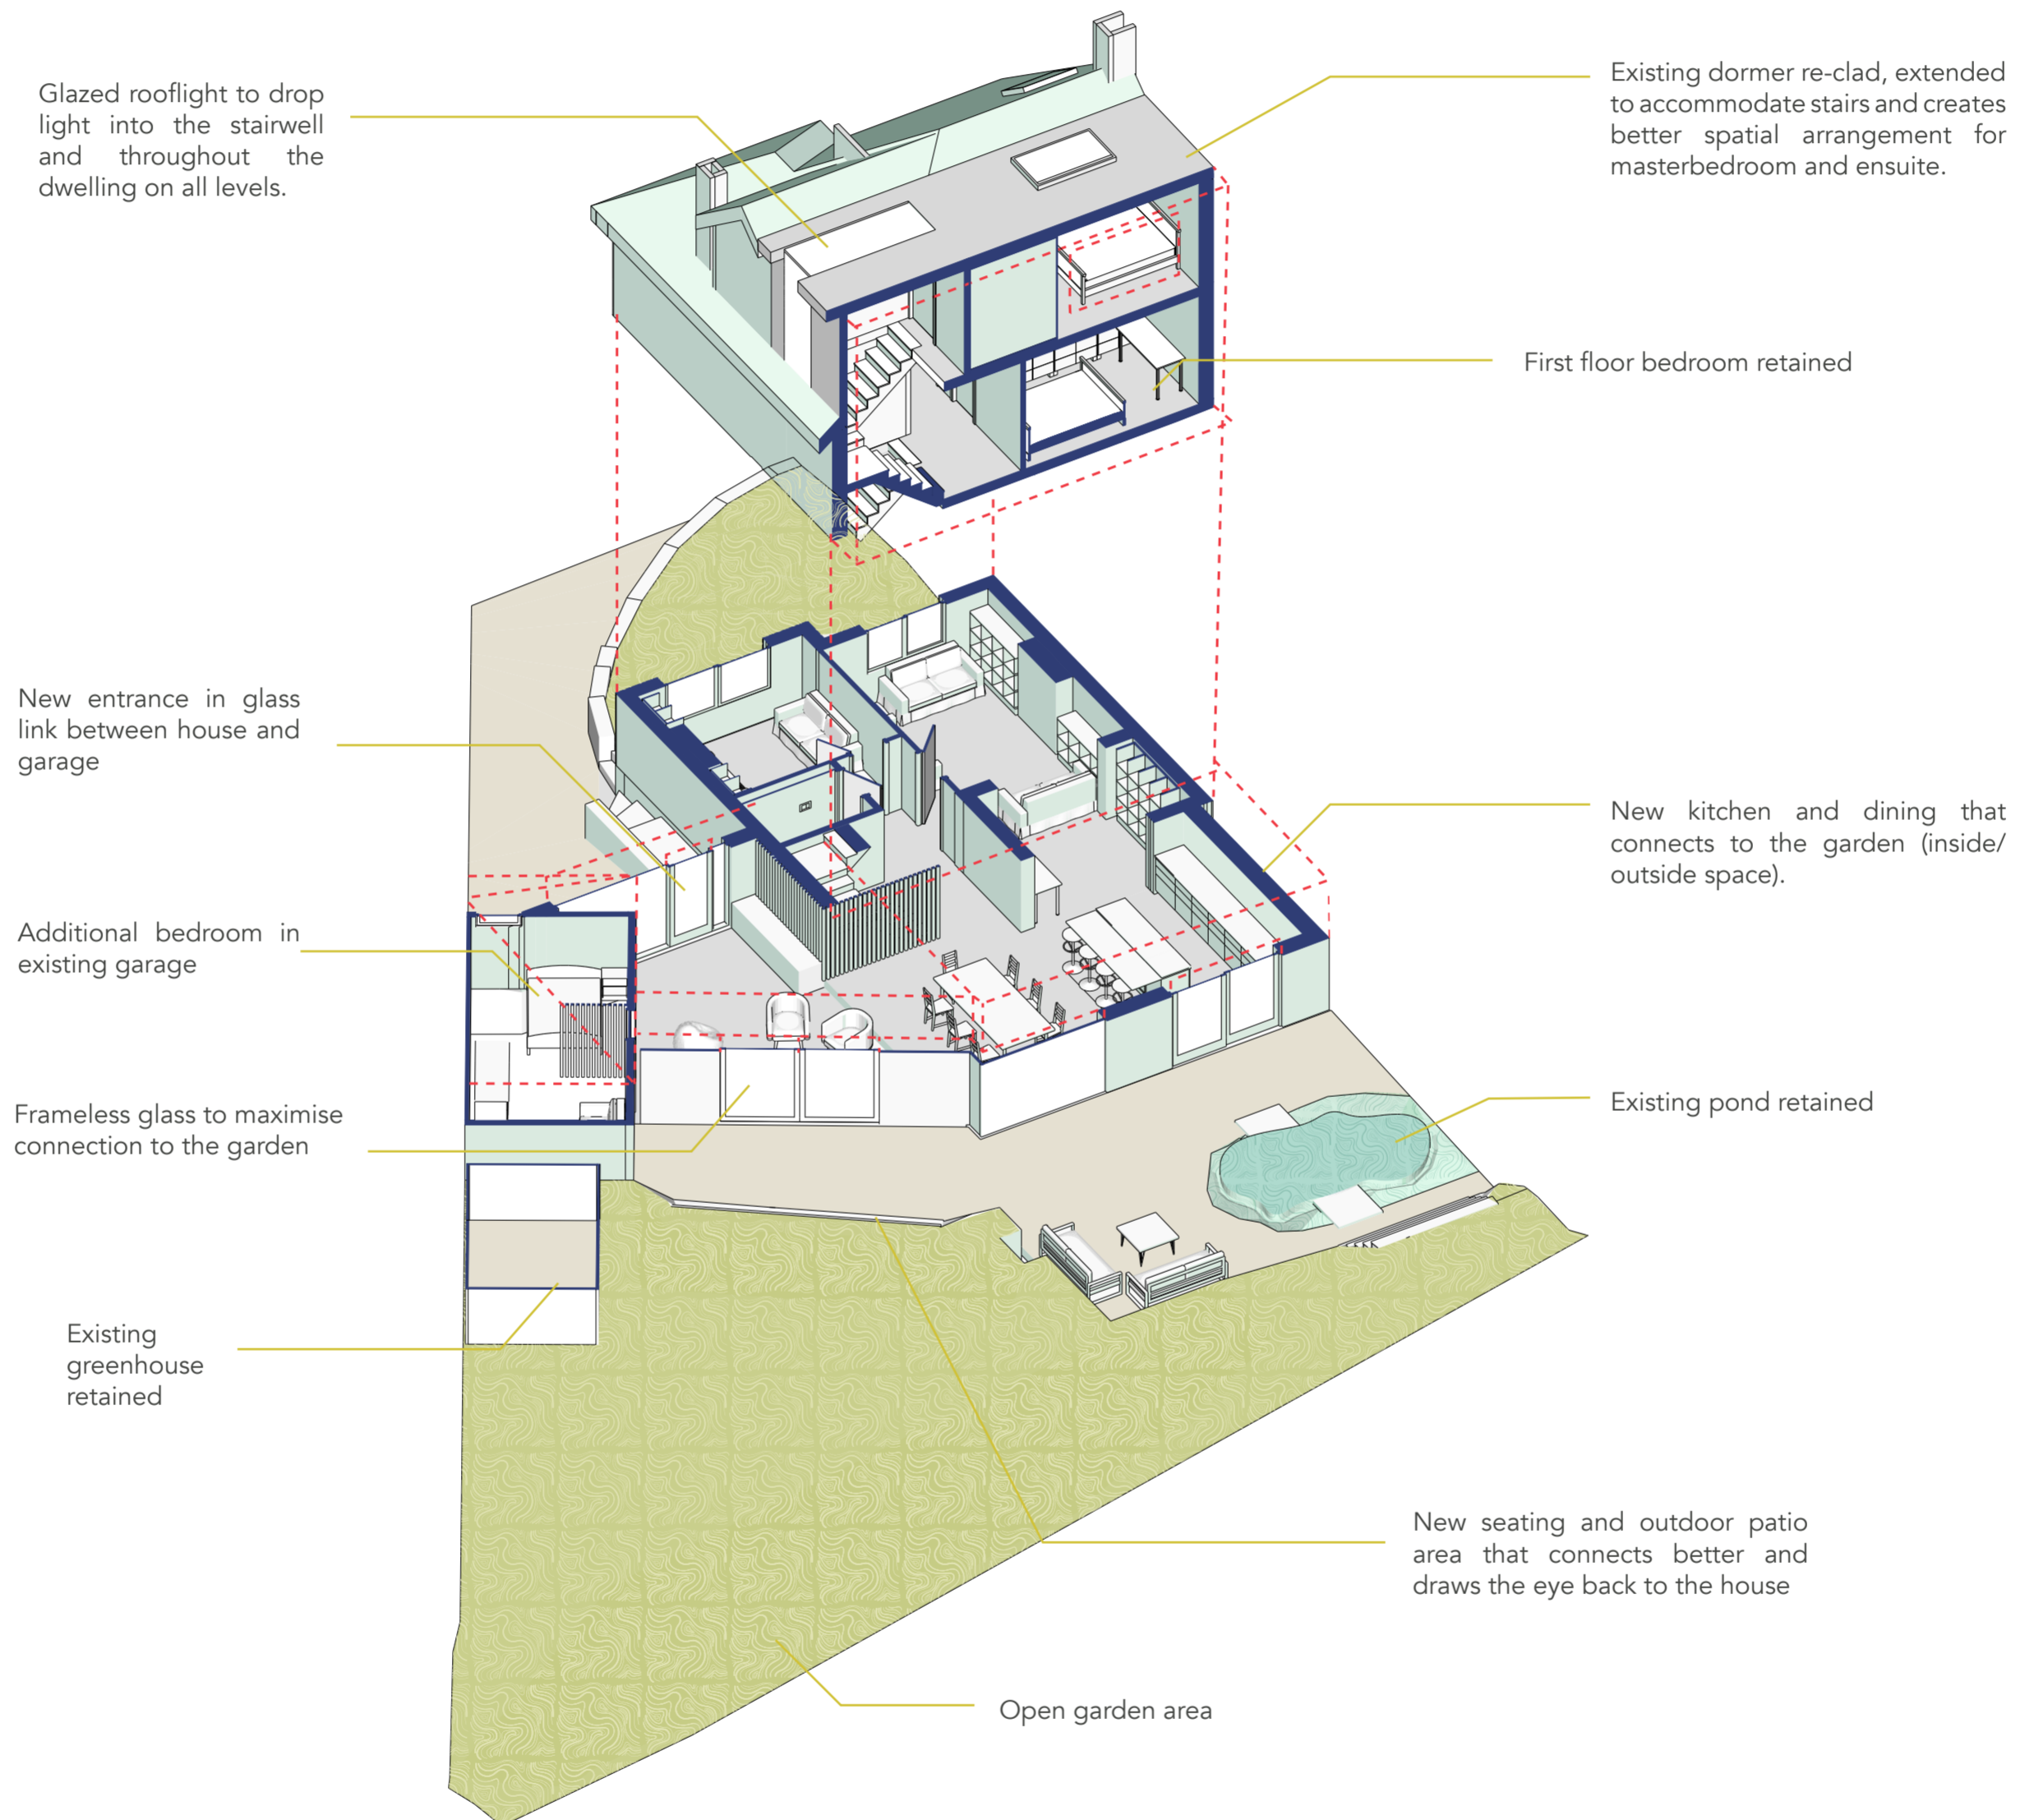 Glazed rooflight to drop
light into the stairwell
and throughout the
dwelling on all levels.
Existing dormer re-clad, extended
to accommodate stairs and creates
better spatial arrangement for
masterbedroom and ensuite.
First floor bedroom retained
New entrance in glass
link between house and
garage
New kitchen and dining that
connects to the garden (inside/
outside space).
Additional bedroom in
existing garage
Frameless glass to maximise
connection to the garden
Existing pond retained
Existing
greenhouse
retained
New seating and outdoor patio
area that connects better and
draws the eye back to the house
Open garden area